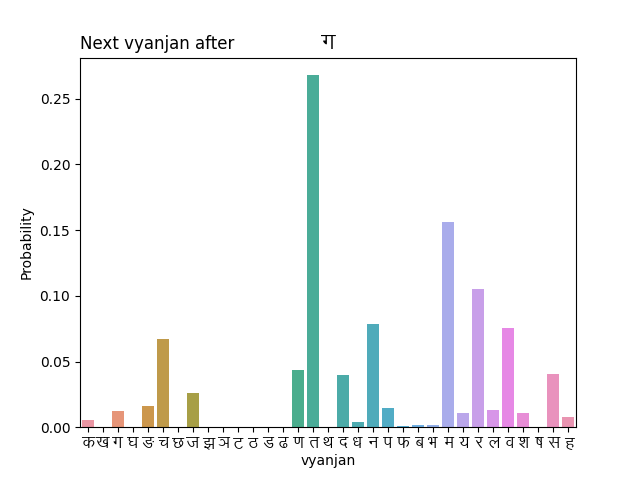 Next vyanjan after ग
0.25
0.20
0.15
0.10
0.05
0.00
Probability
क ख ग घ ङ च छ ज झ ञ ट ठ ड ढ ण त थ द ध न प फ ब भ म य र ल व श ष स ह
vyanjan